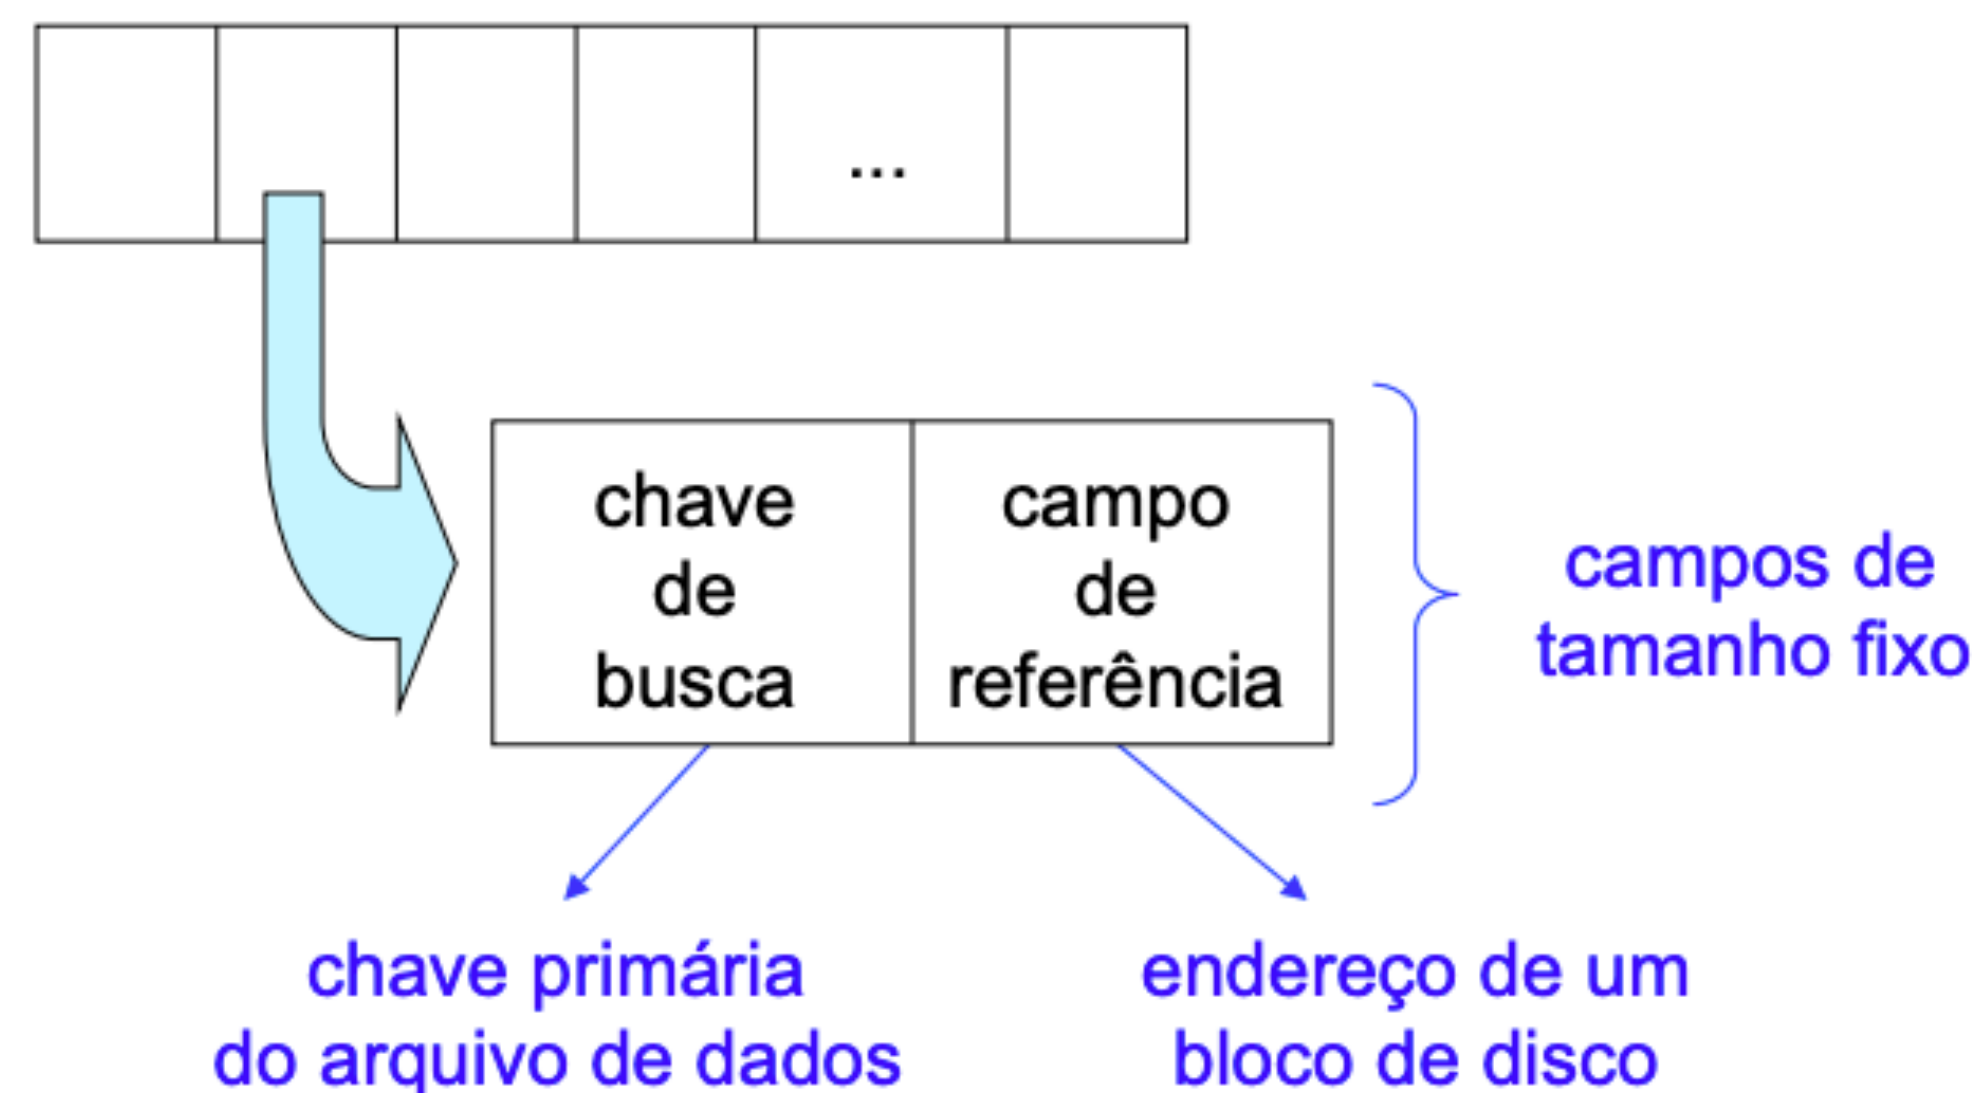 ...
chave
de
busca
campo
de
referência
campos de
tamanho fixo
chave primária
do arquivo de dados
endereço de um
bloco de disco